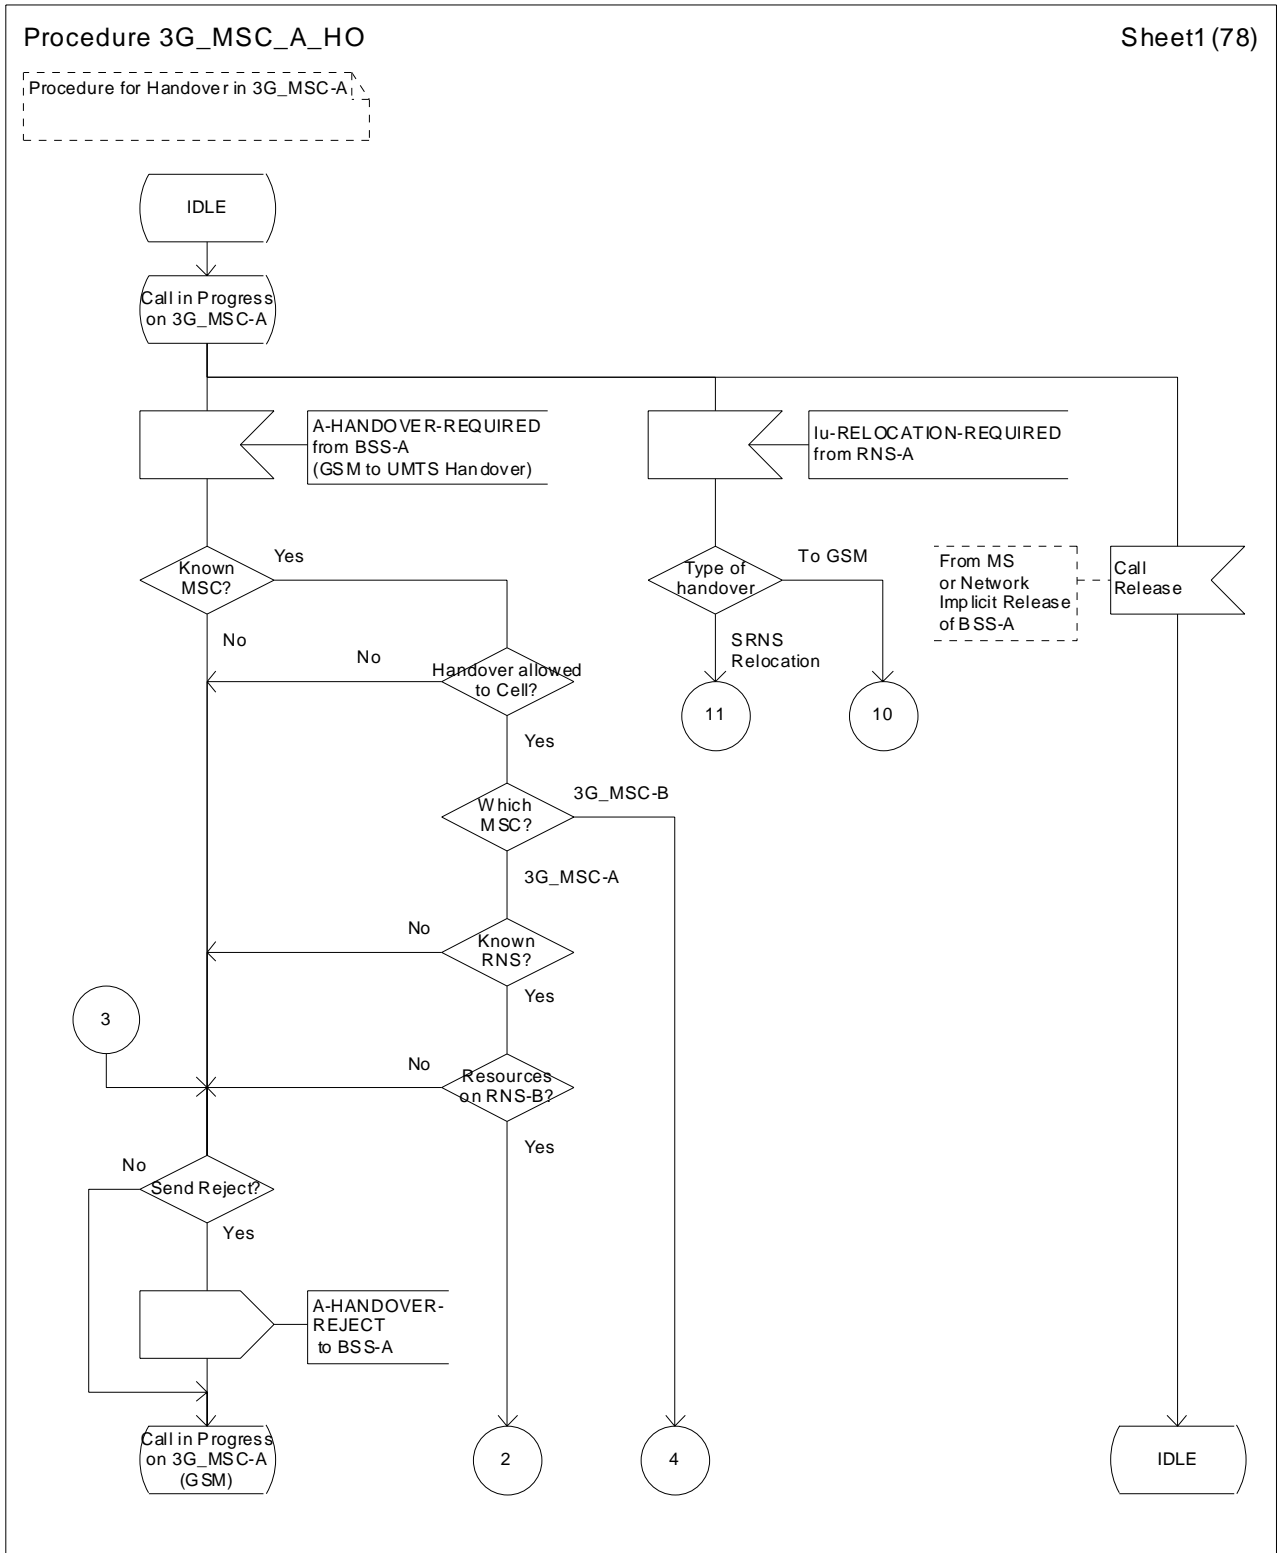 Procedure 3G_MSC_A_HO
Sheet1 (78)
Procedure for Handover in 3G_MSC-A
IDLE
Call in Progress
on 3G_MSC-A
A-HANDOVER-REQUIRED
from BSS-A
(GSM to UMTS Handover)
Iu-RELOCATION-REQUIRED
from RNS-A
Known
MSC?
Yes
No
Type of
handover
To GSM
SRNS
Relocation
From MS
or Network
Implicit Release
of BSS-A
Call
Release
No
Handover allowed
to Cell?
Yes
11
10
Which
MSC?
3G_MSC-B
3G_MSC-A
No
Known
RNS?
Yes
3
No
Resources
on RNS-B?
Yes
No
Send Reject?
Yes
A-HANDOVER-
REJECT
to BSS-A
Call in Progress
on 3G_MSC-A
(GSM)
2
4
IDLE